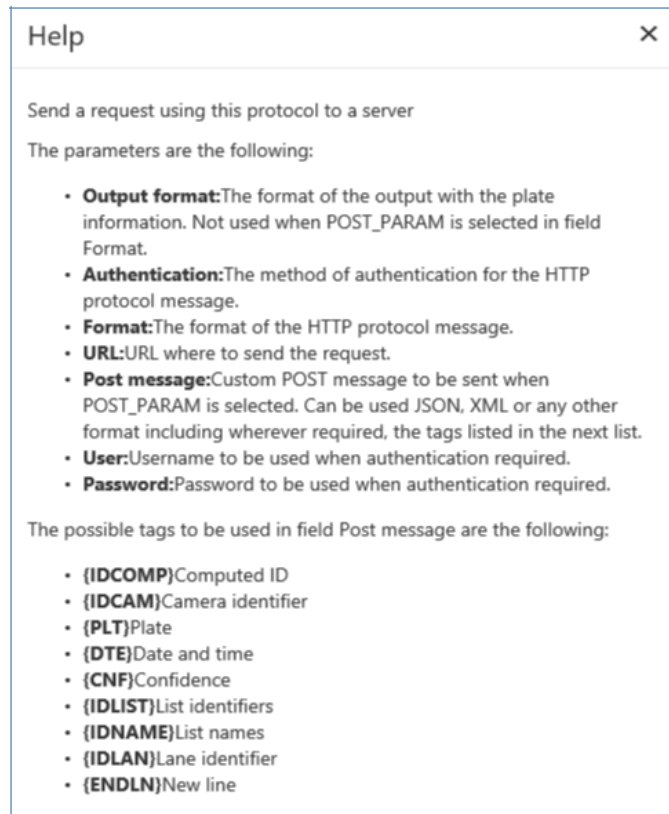 Help
Send a request using this protocol to a server
The parameters are the following:
• Output format:The format of the output with the plate
information. Not used when POST_PARAM is selected in field
Format.
• Authentication:The method of authentication for the HTTP
protocol message.
• Format:The format of the HTTP protocol message.
• URL:URL where to send the request.
• Post message:Custom POST message to be sent when
POST_PARAM is selected. Can be used JSON, XML or any other
format including wherever required, the tags listed in the next list.
• User:Username to be used when authentication required.
• Password:Password to be used when authentication required.
The possible tags to be used in field Post message are the following:
• {IDCOMP}Computed ID
• {IDCAM}Camera identifier
• {PLT}Plate
• {DTE}Date and time
• {CNF}Confidence
• {IDLIST}List identifiers
• {IDNAME}List names
• {IDLAN}Lane identifier
• {ENDLN}New line